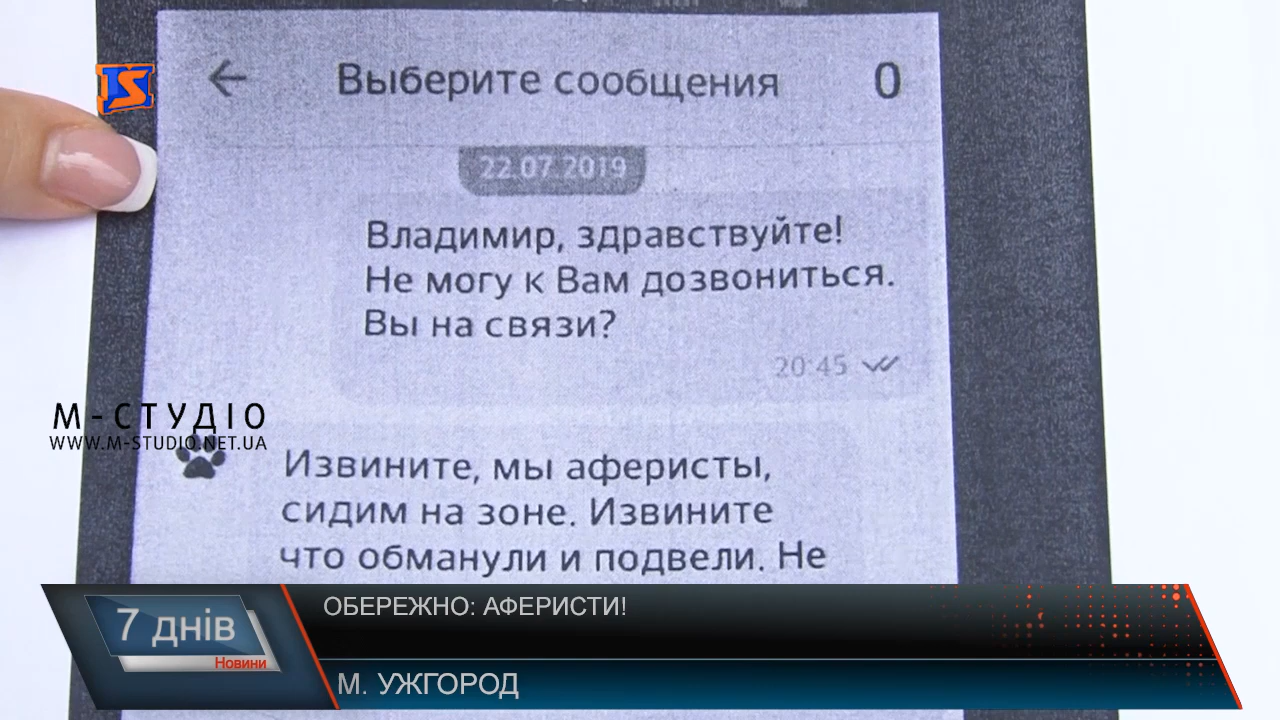 Выберите сообщения 0
22.07.2019
Владимир, здравствуйте!
Не могу к Вам дозвониться.
Вы на связи?
20:45
М-СТУДІО
WWW.M-STUDIO.NET.UA
Извините, мы аферисты,
сидим на зоне. Извините
что обманули и подвели. Не
7 днів
Новини
ОБЕРЕЖНО: АФЕРИСТИ!
М. УЖГОРОД